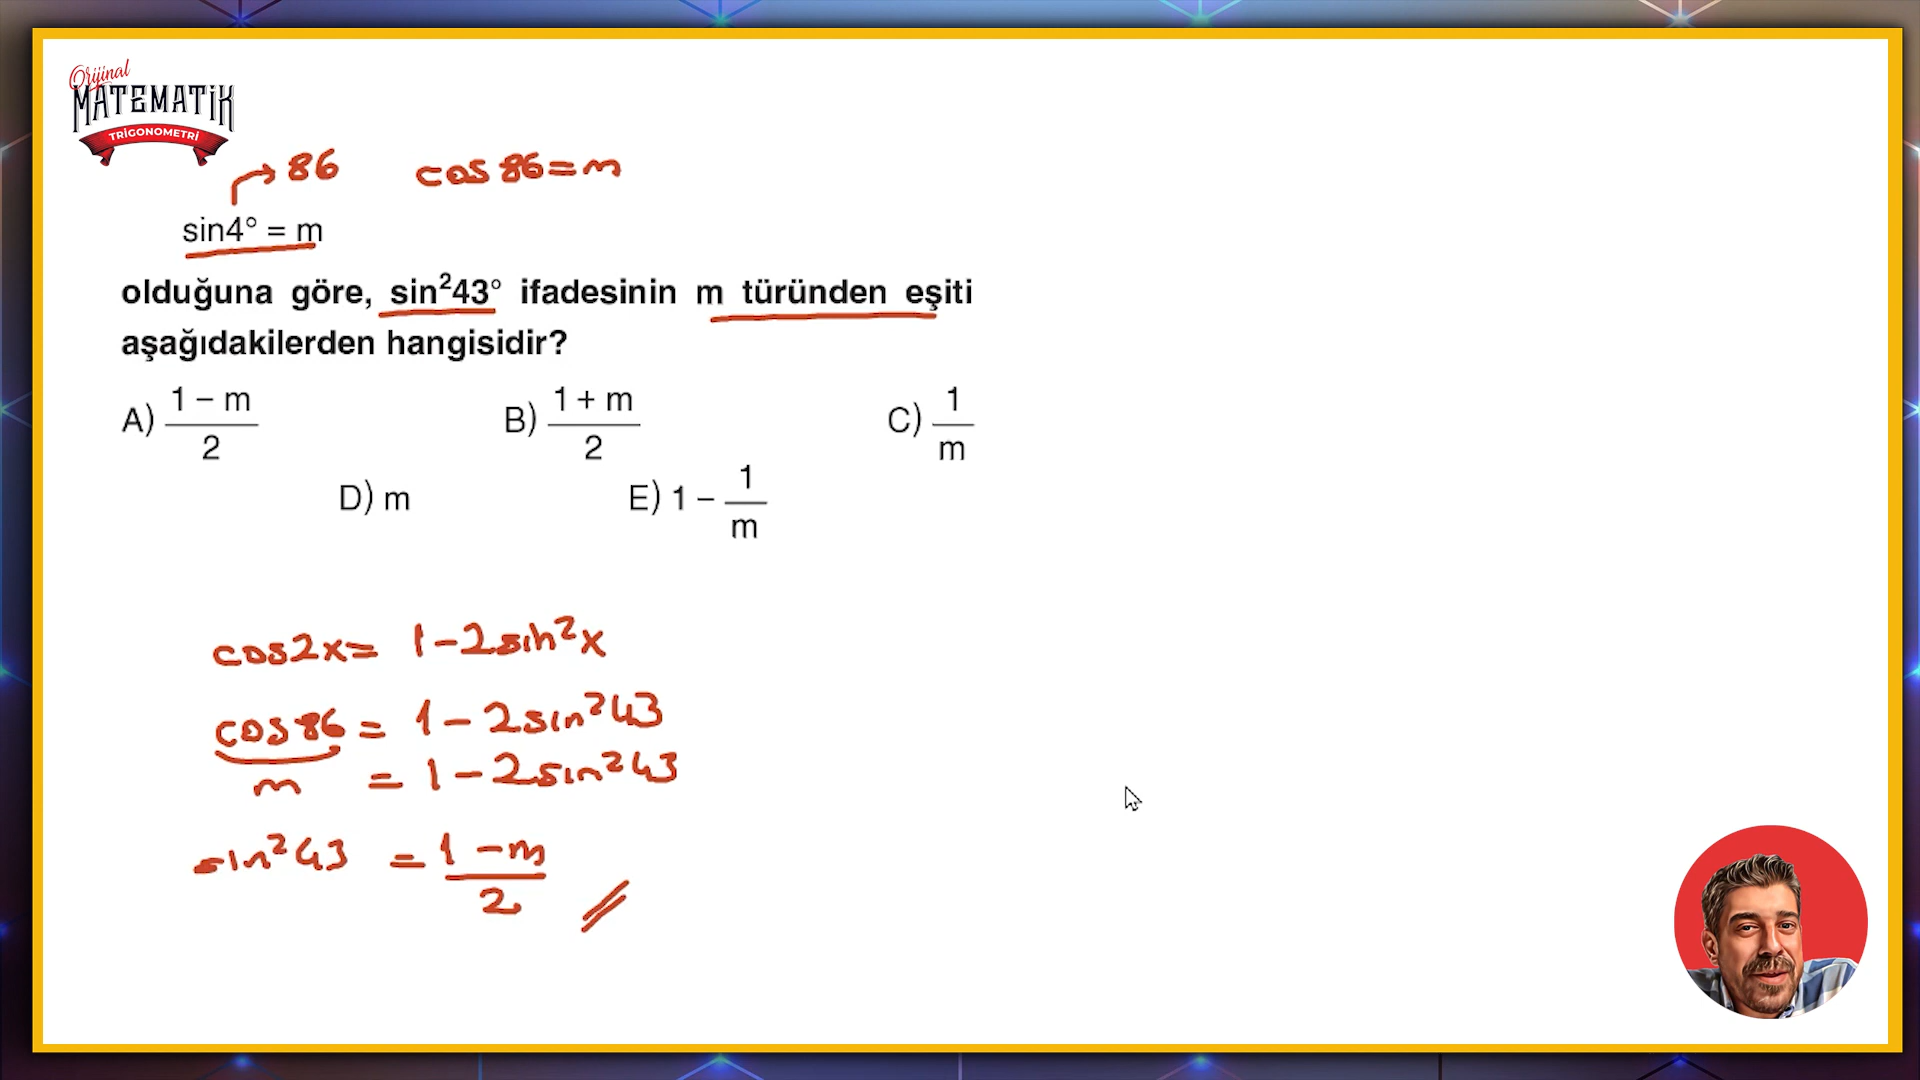 Orijinal
MATEMATİK
TRİGONOMETRİ
86 cos 86 = m
sin4° = m
olduğuna göre, sin²43° ifadesinin m türünden eşiti
aşağıdakilerden hangisidir?
A) (1 – m)/2 B) (1 + m)/2 C) 1/m
D) m E) 1 – 1/m
cos2x = 1 - 2sin²x
cos 86 = 1 - 2sin²43
m = 1 - 2sin²43
sin²43 = (1 - m)/2